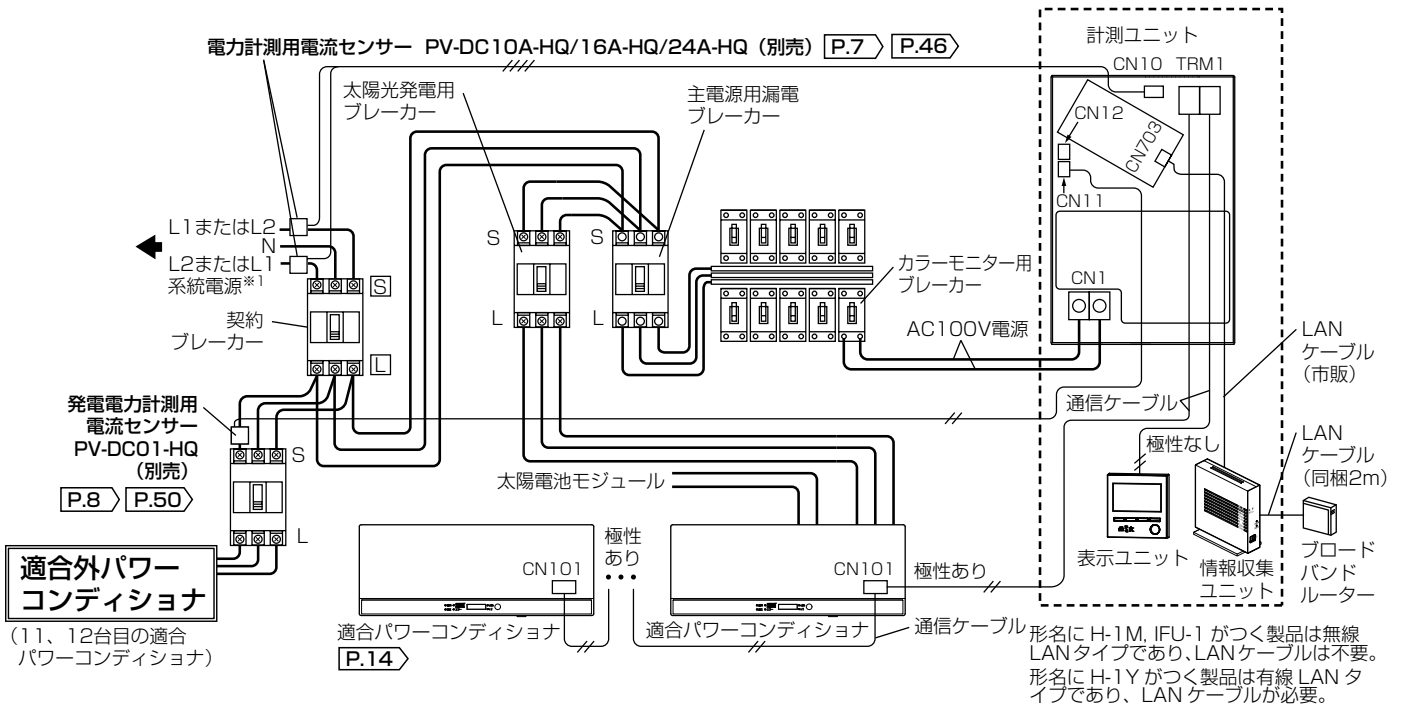 電力計測用電流センサー PV-DC10A-HQ/16A-HQ/24A-HQ（別売） P.7 P.46
計測ユニット
CN10 TRM1
太陽光発電用
ブレーカー
主電源用漏電
ブレーカー
CN12
CN703
CN11
L1またはL2
N
L2またはL1
系統電源※1
S
契約
ブレーカー
L
S
L
S
L
カラーモニター用
ブレーカー
CN1
AC100V電源
LAN
ケーブル
（市販）
発電電力計測用
電流センサー
PV-DC01-HQ
（別売）
P.8 P.50
S
L
通信ケーブル
極性なし
LAN
ケーブル
（同梱2m）
太陽電池モジュール
適合外パワー
コンディショナ
（11、12台目の適合
パワーコンディショナ）
CN101
極性
あり
CN101
極性あり
表示ユニット
情報収集
ユニット
ブロード
バンド
ルーター
適合パワーコンディショナ
P.14
適合パワーコンディショナ
通信ケーブル
形名に H-1M, IFU-1 がつく製品は無線
LANタイプであり、LANケーブルは不要。
形名に H-1Y がつく製品は有線 LAN タ
イプであり、LAN ケーブルが必要。